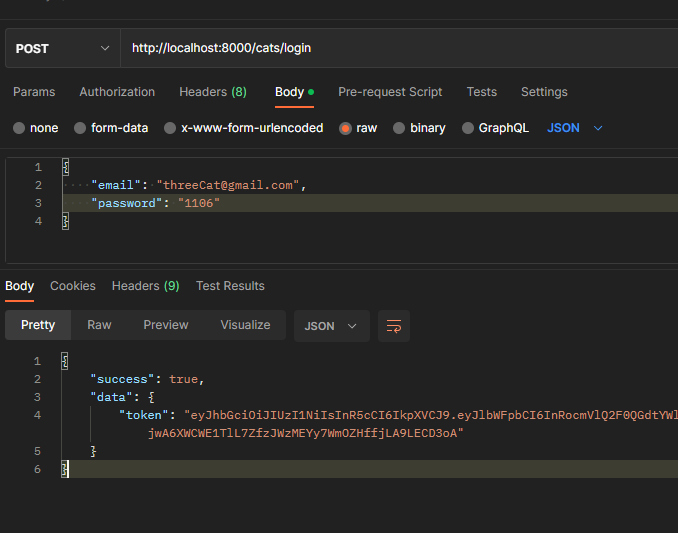 POST http://localhost:8000/cats/login
Params Authorization Headers (8) Body Pre-request Script Tests Settings
none form-data x-www-form-urlencoded raw binary GraphQL JSON
1 {
2 "email": "threeCat@gmail.com",
3 "password": "1106"
4 }
Body Cookies Headers (9) Test Results
Pretty Raw Preview Visualize JSON
1 {
2 "success": true,
3 "data": {
4 "token": "eyJhbGciOiJIUzI1NiIsInR5cCI6IkpXVCJ9.eyJlbWFpbCI6InRocmVlQ2F0QGdtYWl
jwA6XWCWE1TlL7ZfzJWzMEYy7WmOZHffjLA9LECD3oA"
5 }
6 }